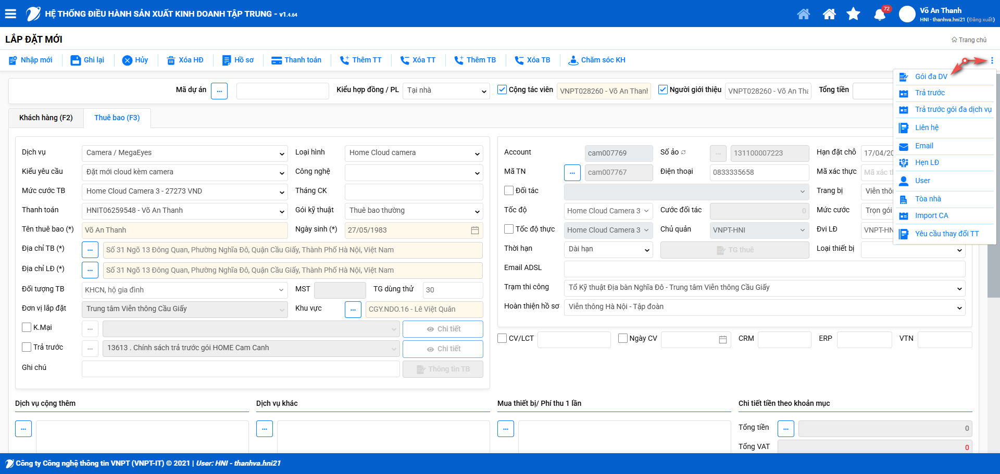 HỆ THỐNG ĐIỀU HÀNH SẢN XUẤT KINH DOANH TẬP TRUNG - v1.4.64
72
Võ An Thanh
HNI - thanhva.hni21 (Đăng xuất)
LẮP ĐẶT MỚI
Trang chủ
Nhập mới Ghi lại Hủy Xóa HĐ Hồ sơ Thanh toán Thêm TT Xóa TT Thêm TB Xóa TB Chăm sóc KH
Gói đa DV
Trả trước
Trả trước gói đa dịch vụ
Liên hệ
Email
Hẹn LĐ
User
Tòa nhà
Import CA
Yêu cầu thay đổi TT
Mã dự án ... Kiểu hợp đồng / PL Tại nhà Cộng tác viên VNPT028260 - Võ An Thanh Người giới thiệu VNPT028260 - Võ An Tha Tổng tiền
Khách hàng (F2) Thuê bao (F3)
Dịch vụ Camera / MegaEyes Loại hình Home Cloud camera
Kiểu yêu cầu Đặt mới cloud kèm camera Công nghệ
Mức cước TB Home Cloud Camera 3 - 27273 VND Tháng CK
Thanh toán HNIT06259548 - Võ An Thanh Gói kỹ thuật Thuê bao thường
Tên thuê bao (*) Võ An Thanh Ngày sinh (*) 27/05/1983
Địa chỉ TB (*) ... Số 31 Ngõ 13 Đông Quan, Phường Nghĩa Đô, Quận Cầu Giấy, Thành Phố Hà Nội, Việt Nam
Địa chỉ LĐ (*) ... Số 31 Ngõ 13 Đông Quan, Phường Nghĩa Đô, Quận Cầu Giấy, Thành Phố Hà Nội, Việt Nam
Đối tượng TB KHCN, hộ gia đình MST TG dùng thử 30
Đơn vị lắp đặt Trung tâm Viễn thông Cầu Giấy Khu vực ... CGY.NDO.16 - Lê Việt Quân
K.Mại ... Chi tiết
Trả trước ... 13613 . Chính sách trả trước gói HOME Cam Canh Chi tiết
Ghi chú Thông tin TB
Account cam007769 Số ảo ... 131100007223 Hạn đặt chỗ 17/04/20
Mã TN ... cam007767 Điện thoại 0833335658 Mã xác thực Mã xác t
Đối tác Trang bị Viễn thô
Tốc độ Home Cloud Camera 3 Cước đối tác 0 Mức cước Trọn gói
Tốc độ thực Home Cloud Camera 3 Chủ quản VNPT-HNI Đvi LĐ VNPT-HN
Thời hạn Dài hạn TG thuê Loại thiết bị
Email ADSL
Trạm thi công Tổ Kỹ thuật Địa bàn Nghĩa Đô - Trung tâm Viễn thông Cầu Giấy
Hoàn thiện hồ sơ Viễn thông Hà Nội - Tập đoàn
CV/LCT Ngày CV CRM ERP VTN
Dịch vụ cộng thêm Dịch vụ khác Mua thiết bị/ Phí thu 1 lần Chi tiết tiền theo khoản mục
... ... ... Tổng tiền ... 0
Tổng VAT 0
Công ty Công nghệ thông tin VNPT (VNPT-IT) © 2021 | User: HNI - thanhva.hni21